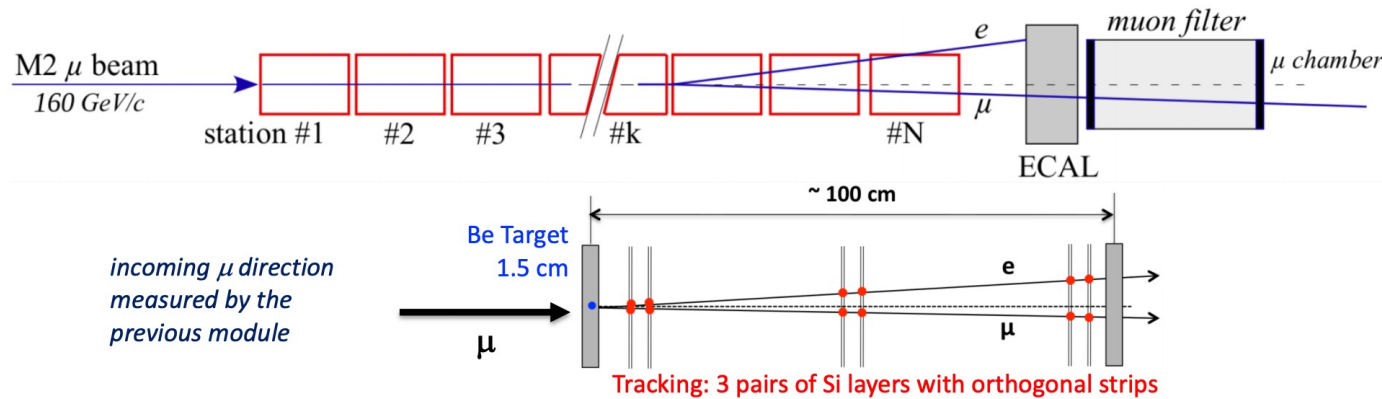 e
muon filter
M2 μ beam
160 GeV/c
μ chamber
μ
station #1
#2
#3
#k
#N
ECAL
~ 100 cm
Be Target
1.5 cm
incoming μ direction
measured by the
previous module
e
μ
μ
Tracking: 3 pairs of Si layers with orthogonal strips